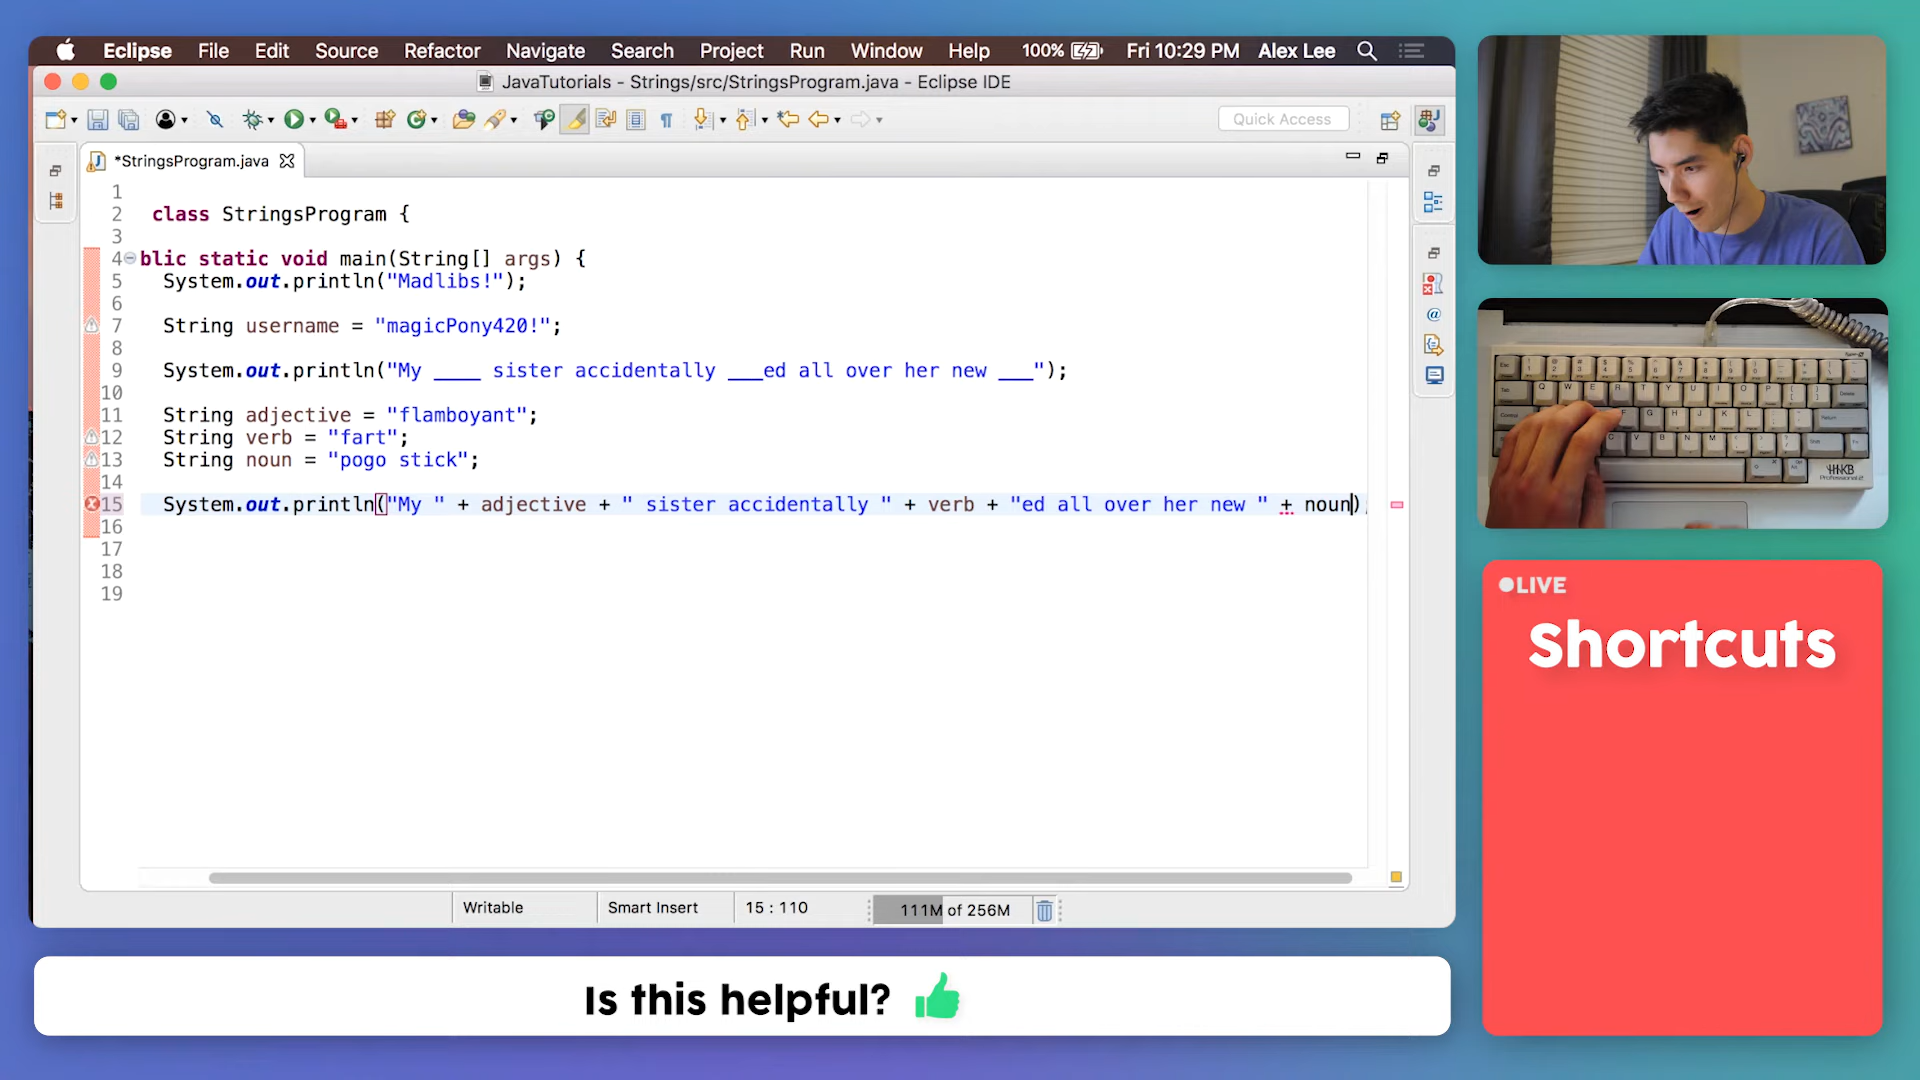 Eclipse File Edit Source Refactor Navigate Search Project Run Window Help 100% Fri 10:29 PM Alex Lee
JavaTutorials - Strings/src/StringsProgram.java - Eclipse IDE
Quick Access
*StringsProgram.java
1
2 class StringsProgram {
3
4 blic static void main(String[] args) {
5 System.out.println("Madlibs!");
6
7 String username = "magicPony420!";
8
9 System.out.println("My ____ sister accidentally ___ed all over her new ___");
10
11 String adjective = "flamboyant";
12 String verb = "fart";
13 String noun = "pogo stick";
14
15 System.out.println("My " + adjective + " sister accidentally " + verb + "ed all over her new " + noun)
16
17
18
19
Writable Smart Insert 15 : 110 111M of 256M
Is this helpful?
HHKB
LIVE
Shortcuts